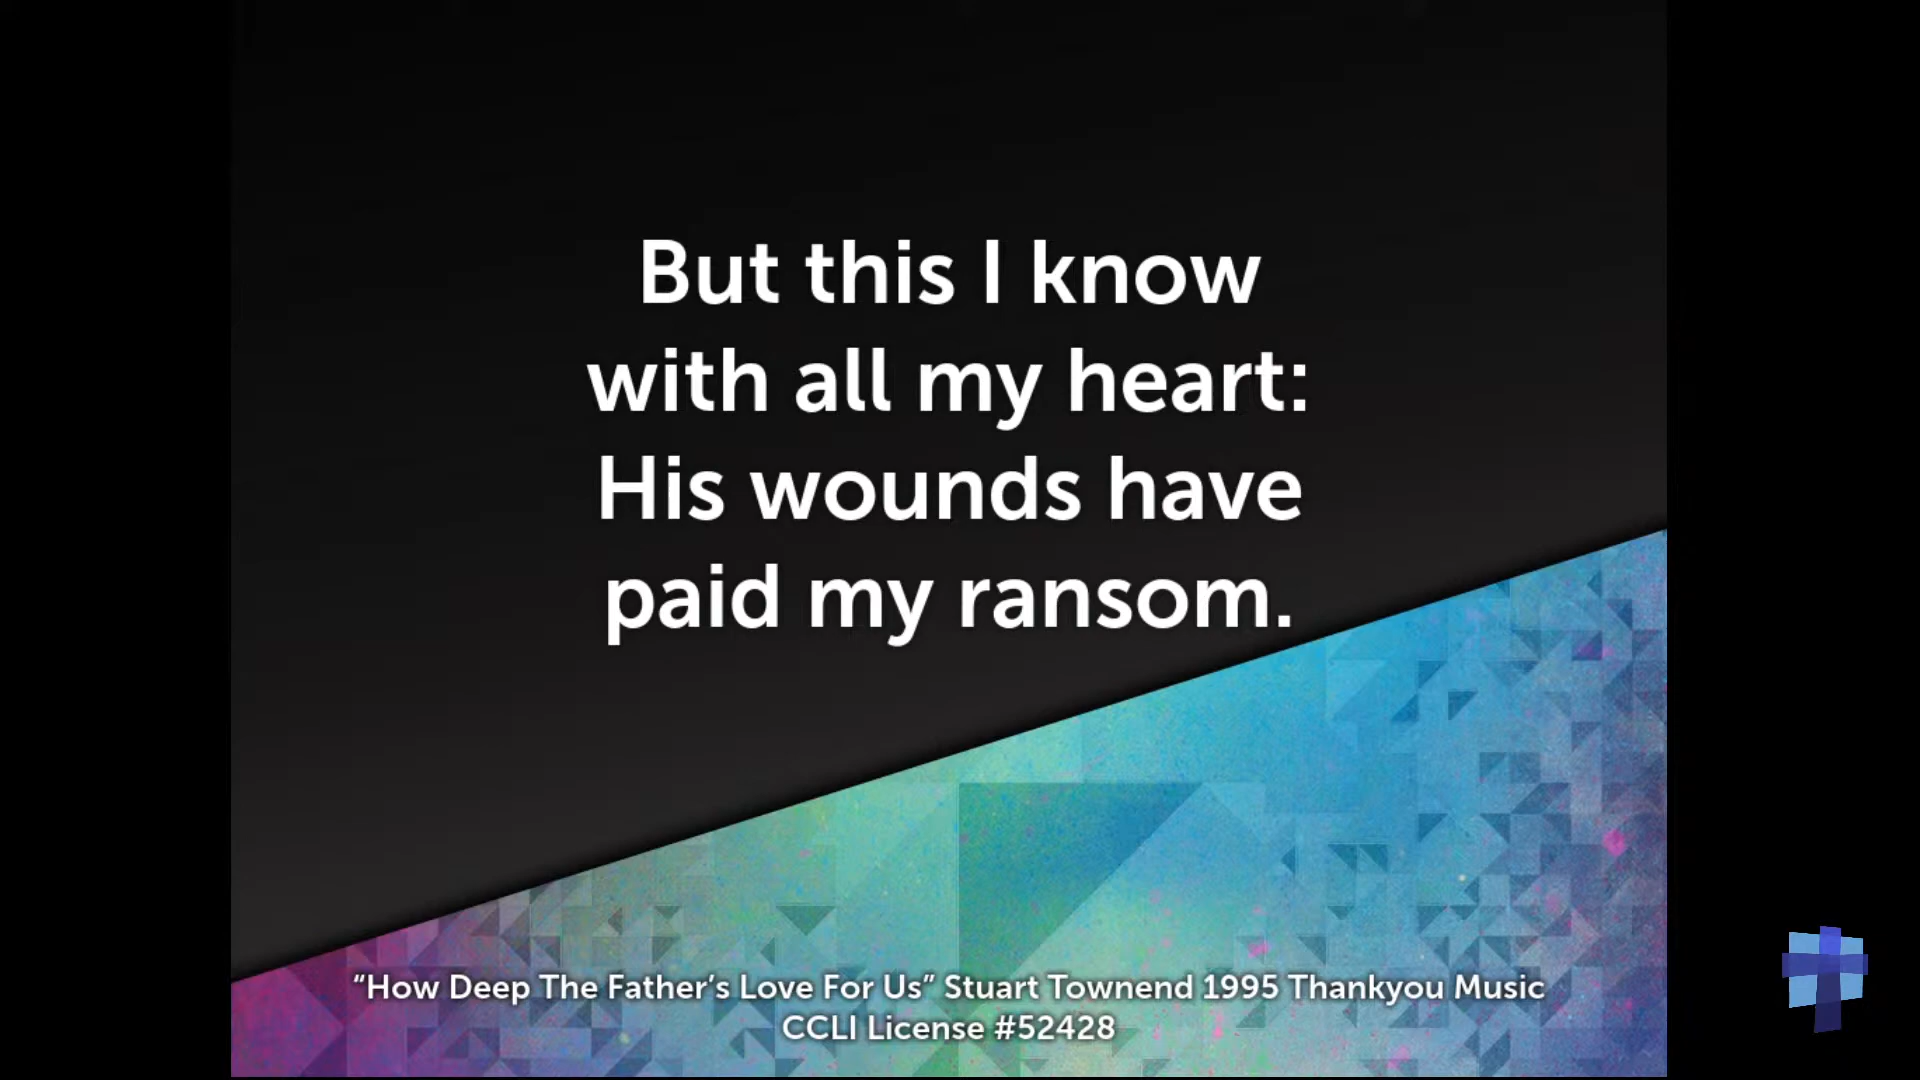 But this I know
with all my heart:
His wounds have
paid my ransom.
“How Deep The Father’s Love For Us” Stuart Townend 1995 Thankyou Music
CCLI License #52428